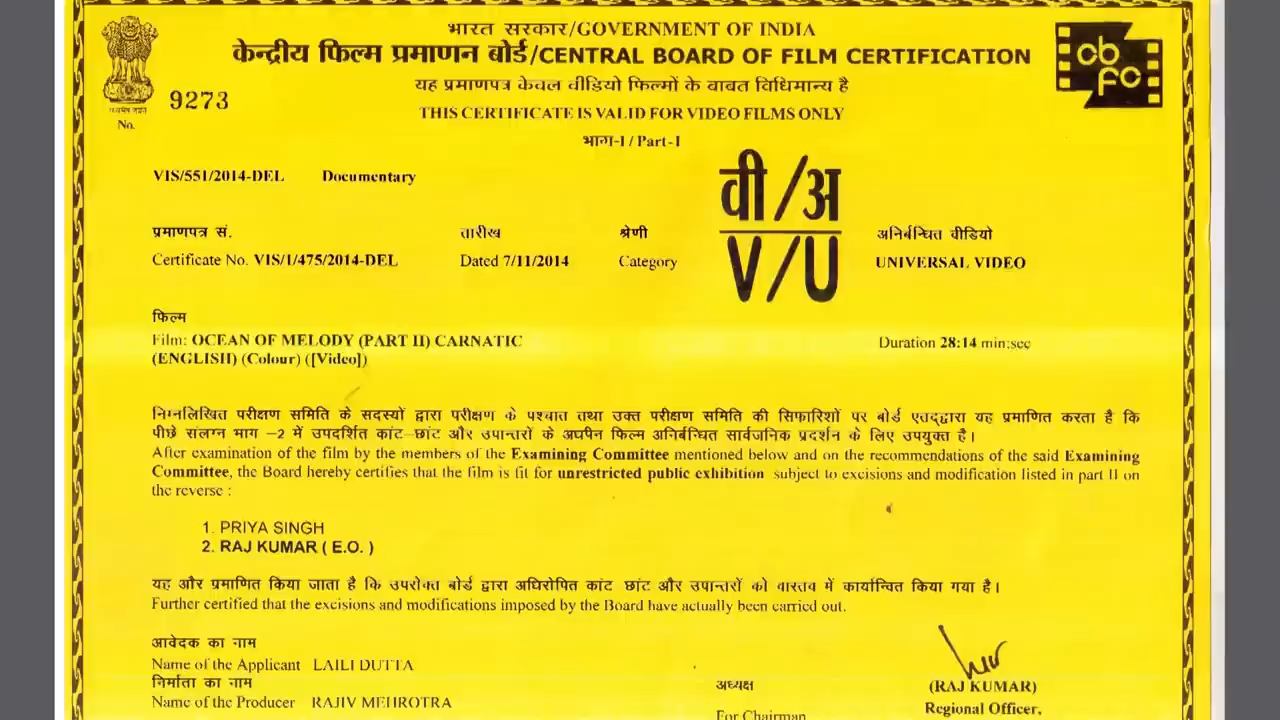 भारत सरकार/GOVERNMENT OF INDIA
केन्द्रीय फिल्म प्रमाणन बोर्ड/CENTRAL BOARD OF FILM CERTIFICATION
cb
fc
यह प्रमाणपत्र केवल वीडियो फिल्मों के बाबत विधिमान्य है
9273
No.
THIS CERTIFICATE IS VALID FOR VIDEO FILMS ONLY
भाग-I / Part-I
VIS/551/2014-DEL Documentary
वी/अ
V/U
प्रमाणपत्र सं. तारीख श्रेणी अनिर्बन्धित वीडियो
Certificate No. VIS/1/475/2014-DEL Dated 7/11/2014 Category UNIVERSAL VIDEO
फिल्म
Film: OCEAN OF MELODY (PART II) CARNATIC Duration 28:14 min:sec
(ENGLISH) (Colour) ([Video])
निम्नलिखित परीक्षण समिति के सदस्यों द्वारा परीक्षण के पश्चात तथा उक्त परीक्षण समिति की सिफारिशों पर बोर्ड एतद्द्वारा यह प्रमाणित करता है कि
पीछे संलग्न भाग -2 में उपदर्शित कांट-छांट और उपान्तरों के अधीन फिल्म अनिर्बन्धित सार्वजनिक प्रदर्शन के लिए उपयुक्त है।
After examination of the film by the members of the Examining Committee mentioned below and on the recommendations of the said Examining
Committee, the Board hereby certifies that the film is fit for unrestricted public exhibition subject to excisions and modification listed in part II on
the reverse :
1. PRIYA SINGH
2. RAJ KUMAR ( E.O. )
यह और प्रमाणित किया जाता है कि उपरोक्त बोर्ड द्वारा अधिरोपित कांट छांट और उपान्तरों को वास्तव में कार्यान्वित किया गया है।
Further certified that the excisions and modifications imposed by the Board have actually been carried out.
आवेदक का नाम
Name of the Applicant LAILI DUTTA
निर्माता का नाम
Name of the Producer RAJIV MEHROTRA
अध्यक्ष
For Chairman
(RAJ KUMAR)
Regional Officer,